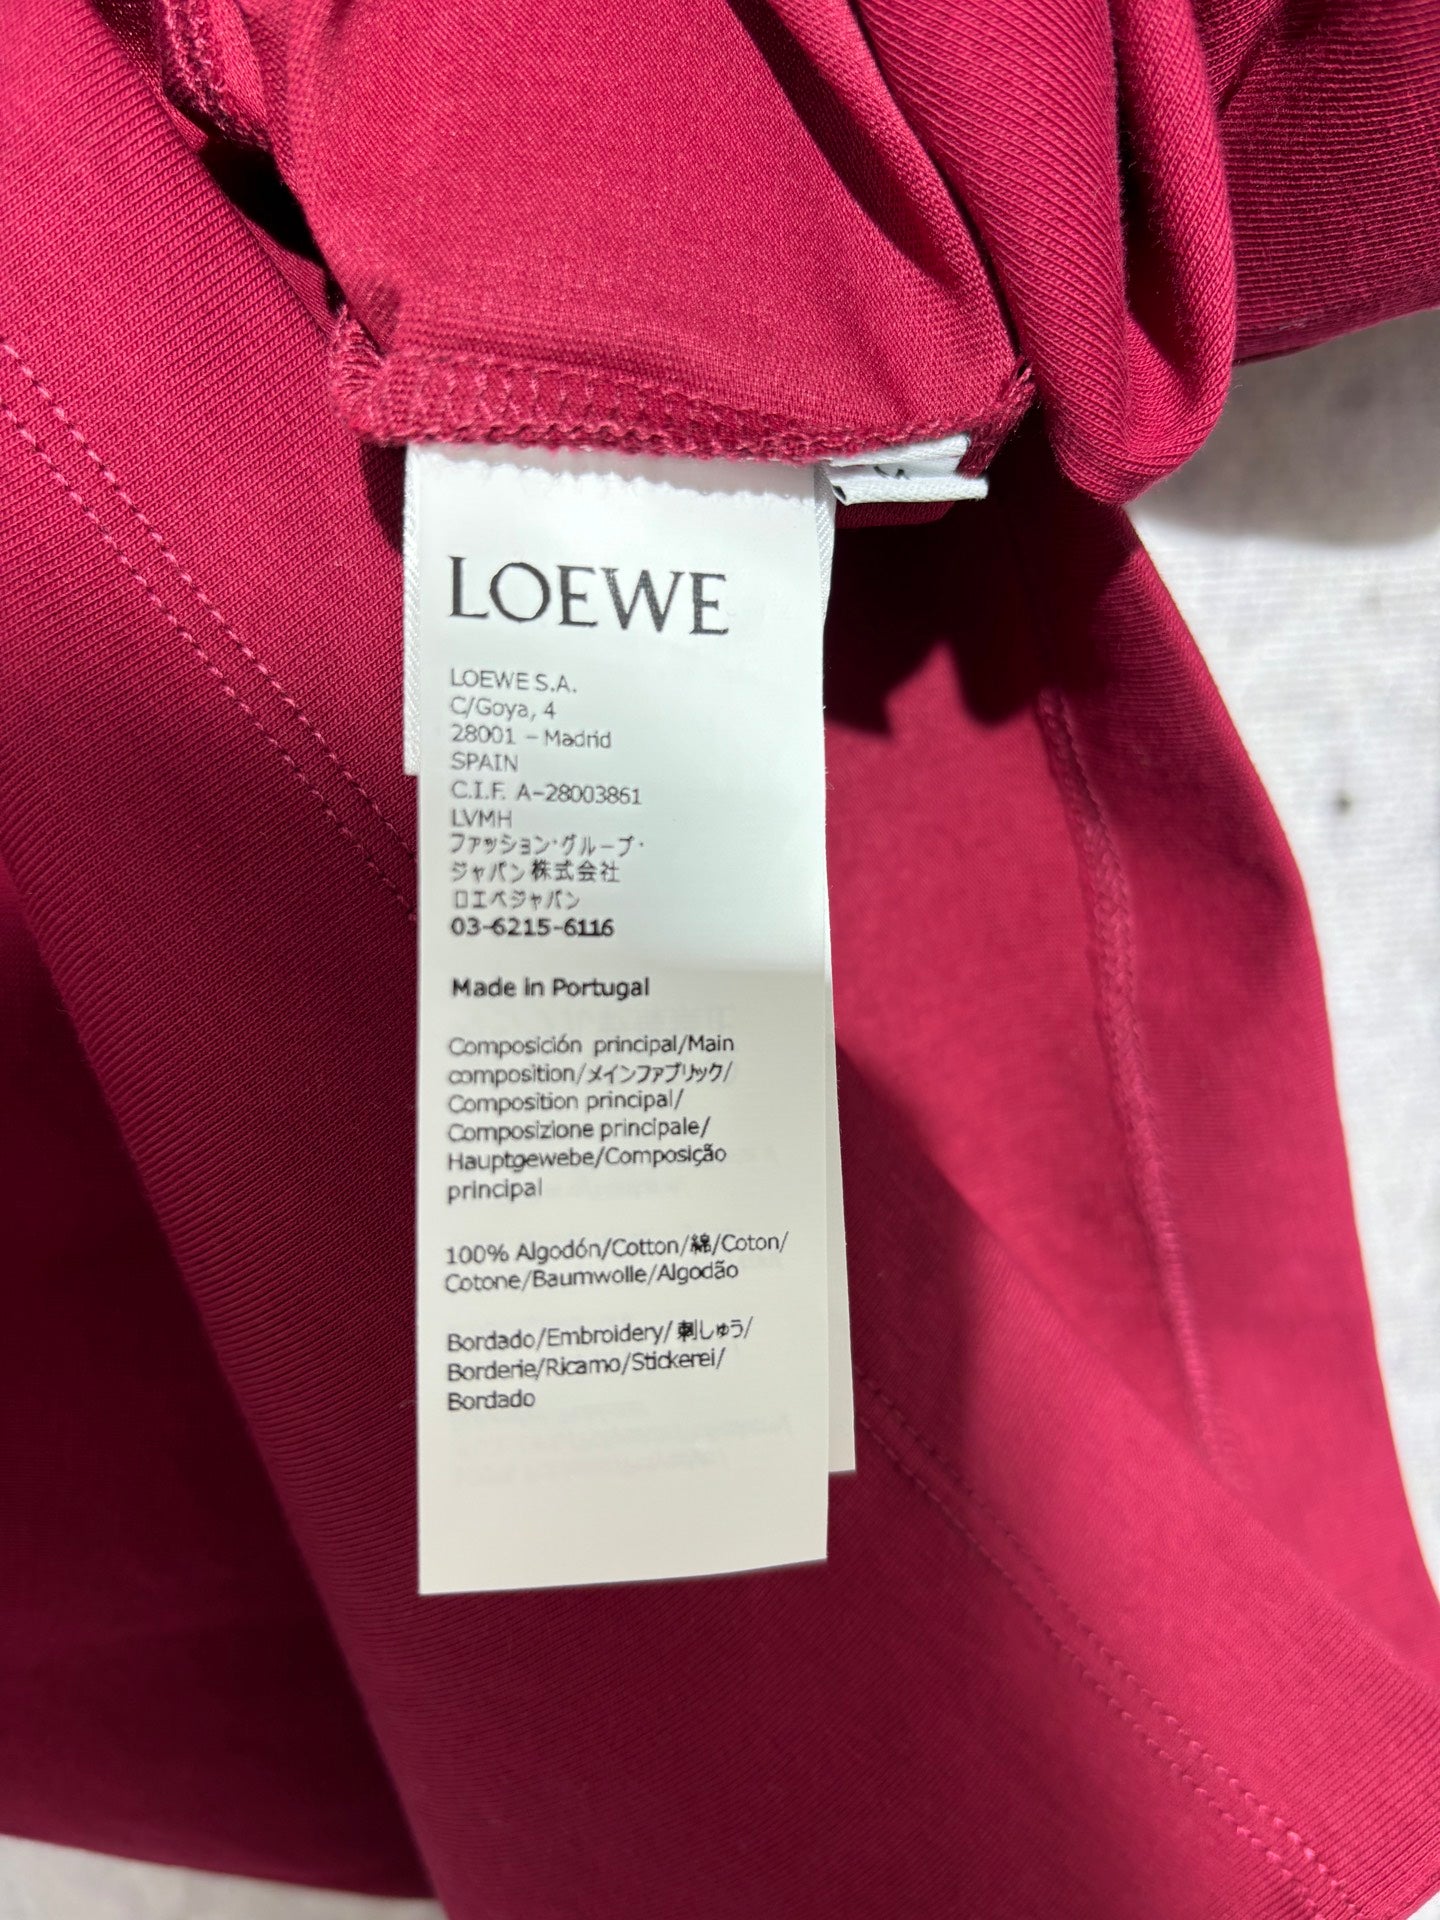 LOEWE
LOEWE S.A.
C/Goya, 4
28001 - Madrid
SPAIN
C.I.F. A-28003861
LVMH
ファッション・グループ・
ジャパン株式会社
ロエベジャパン
03-6215-6116
Made in Portugal
Composición principal/Main
composition/メインファブリック/
Composition principal/
Composizione principale/
Hauptgewebe/Composição
principal
100% Algodón/Cotton/綿/Coton/
Cotone/Baumwolle/Algodão
Bordado/Embroidery/刺しゅう/
Borderie/Ricamo/Stickerei/
Bordado